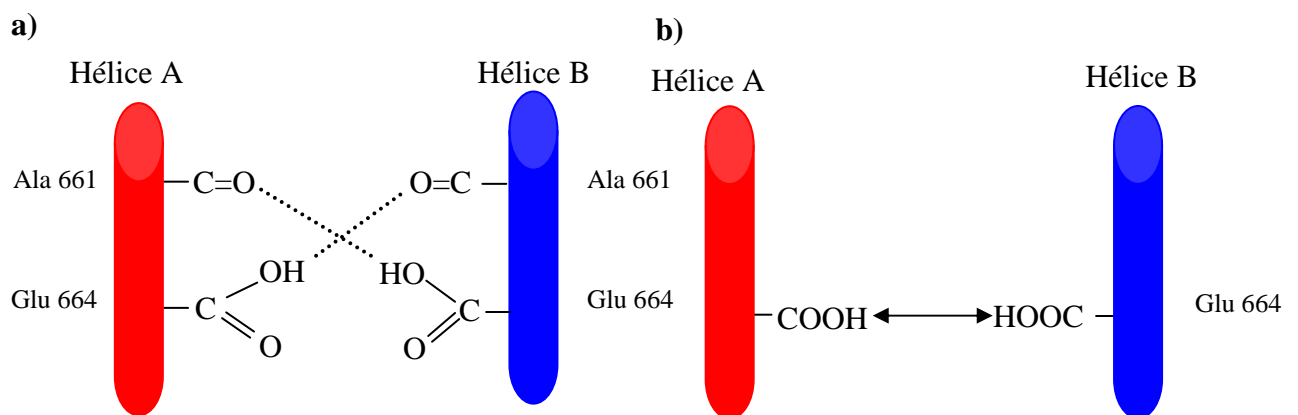 a)
Hélice A
Hélice B
Ala 661
C=O
O=C
Ala 661
OH
HO
Glu 664
C
C
Glu 664
O
O
b)
Hélice A
Hélice B
COOH
HOOC
Glu 664